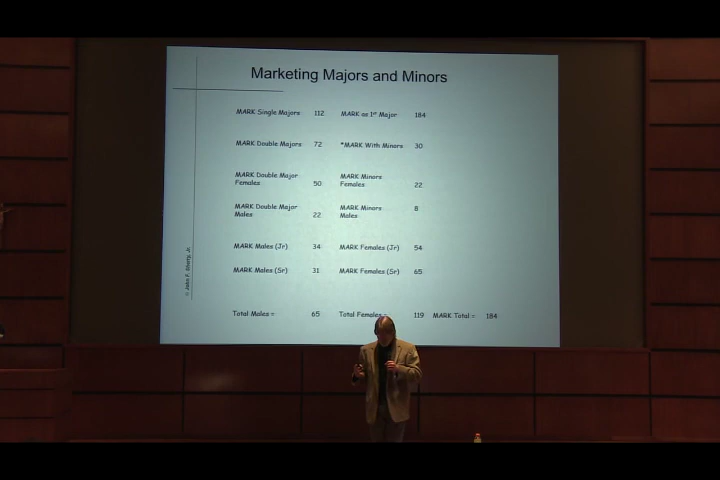 Marketing Majors and Minors
MARK Single Majors 112 MARK as 1st Major 184
MARK Double Majors 72 *MARK With Minors 30
MARK Double Major Females 50 MARK Minors Females 22
MARK Double Major Males 22 MARK Minors Males 8
MARK Males (Jr) 34 MARK Females (Jr) 54
MARK Males (Sr) 31 MARK Females (Sr) 65
Total Males = 65 Total Females = 119 MARK Total = 184
© John F. Sherry, Jr.